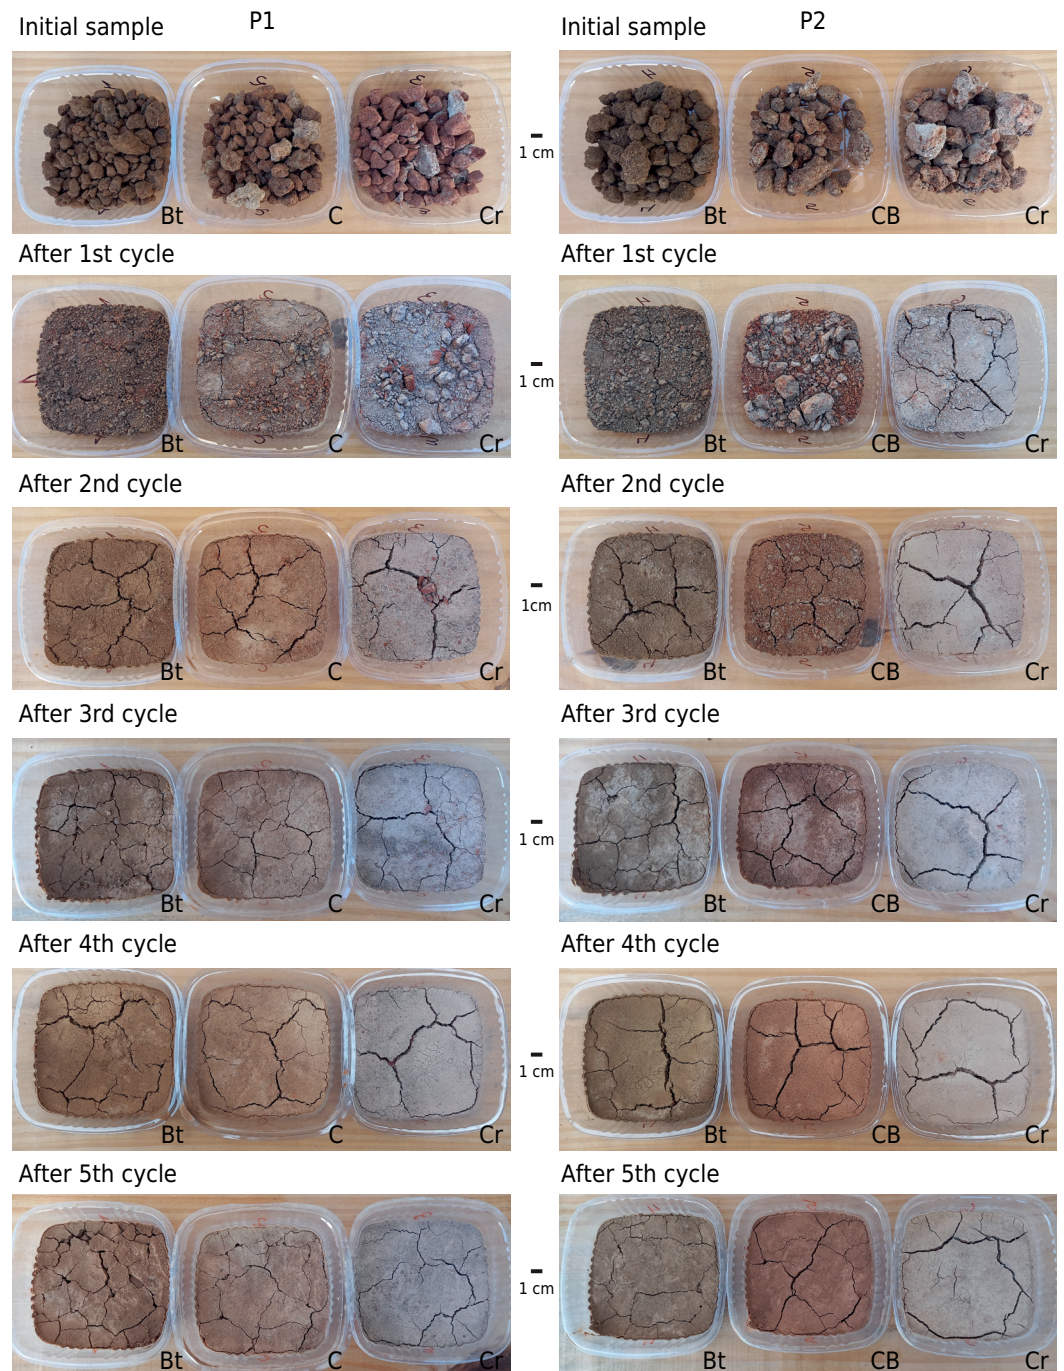 Initial sample P1
Initial sample P2
Bt C Cr
1 cm
Bt CB Cr
After 1st cycle
After 1st cycle
Bt C Cr
1 cm
Bt CB Cr
After 2nd cycle
After 2nd cycle
Bt C Cr
1cm
Bt CB Cr
After 3rd cycle
After 3rd cycle
Bt C Cr
1 cm
Bt CB Cr
After 4th cycle
After 4th cycle
Bt C Cr
1 cm
Bt CB Cr
After 5th cycle
After 5th cycle
Bt C Cr
1 cm
Bt CB Cr